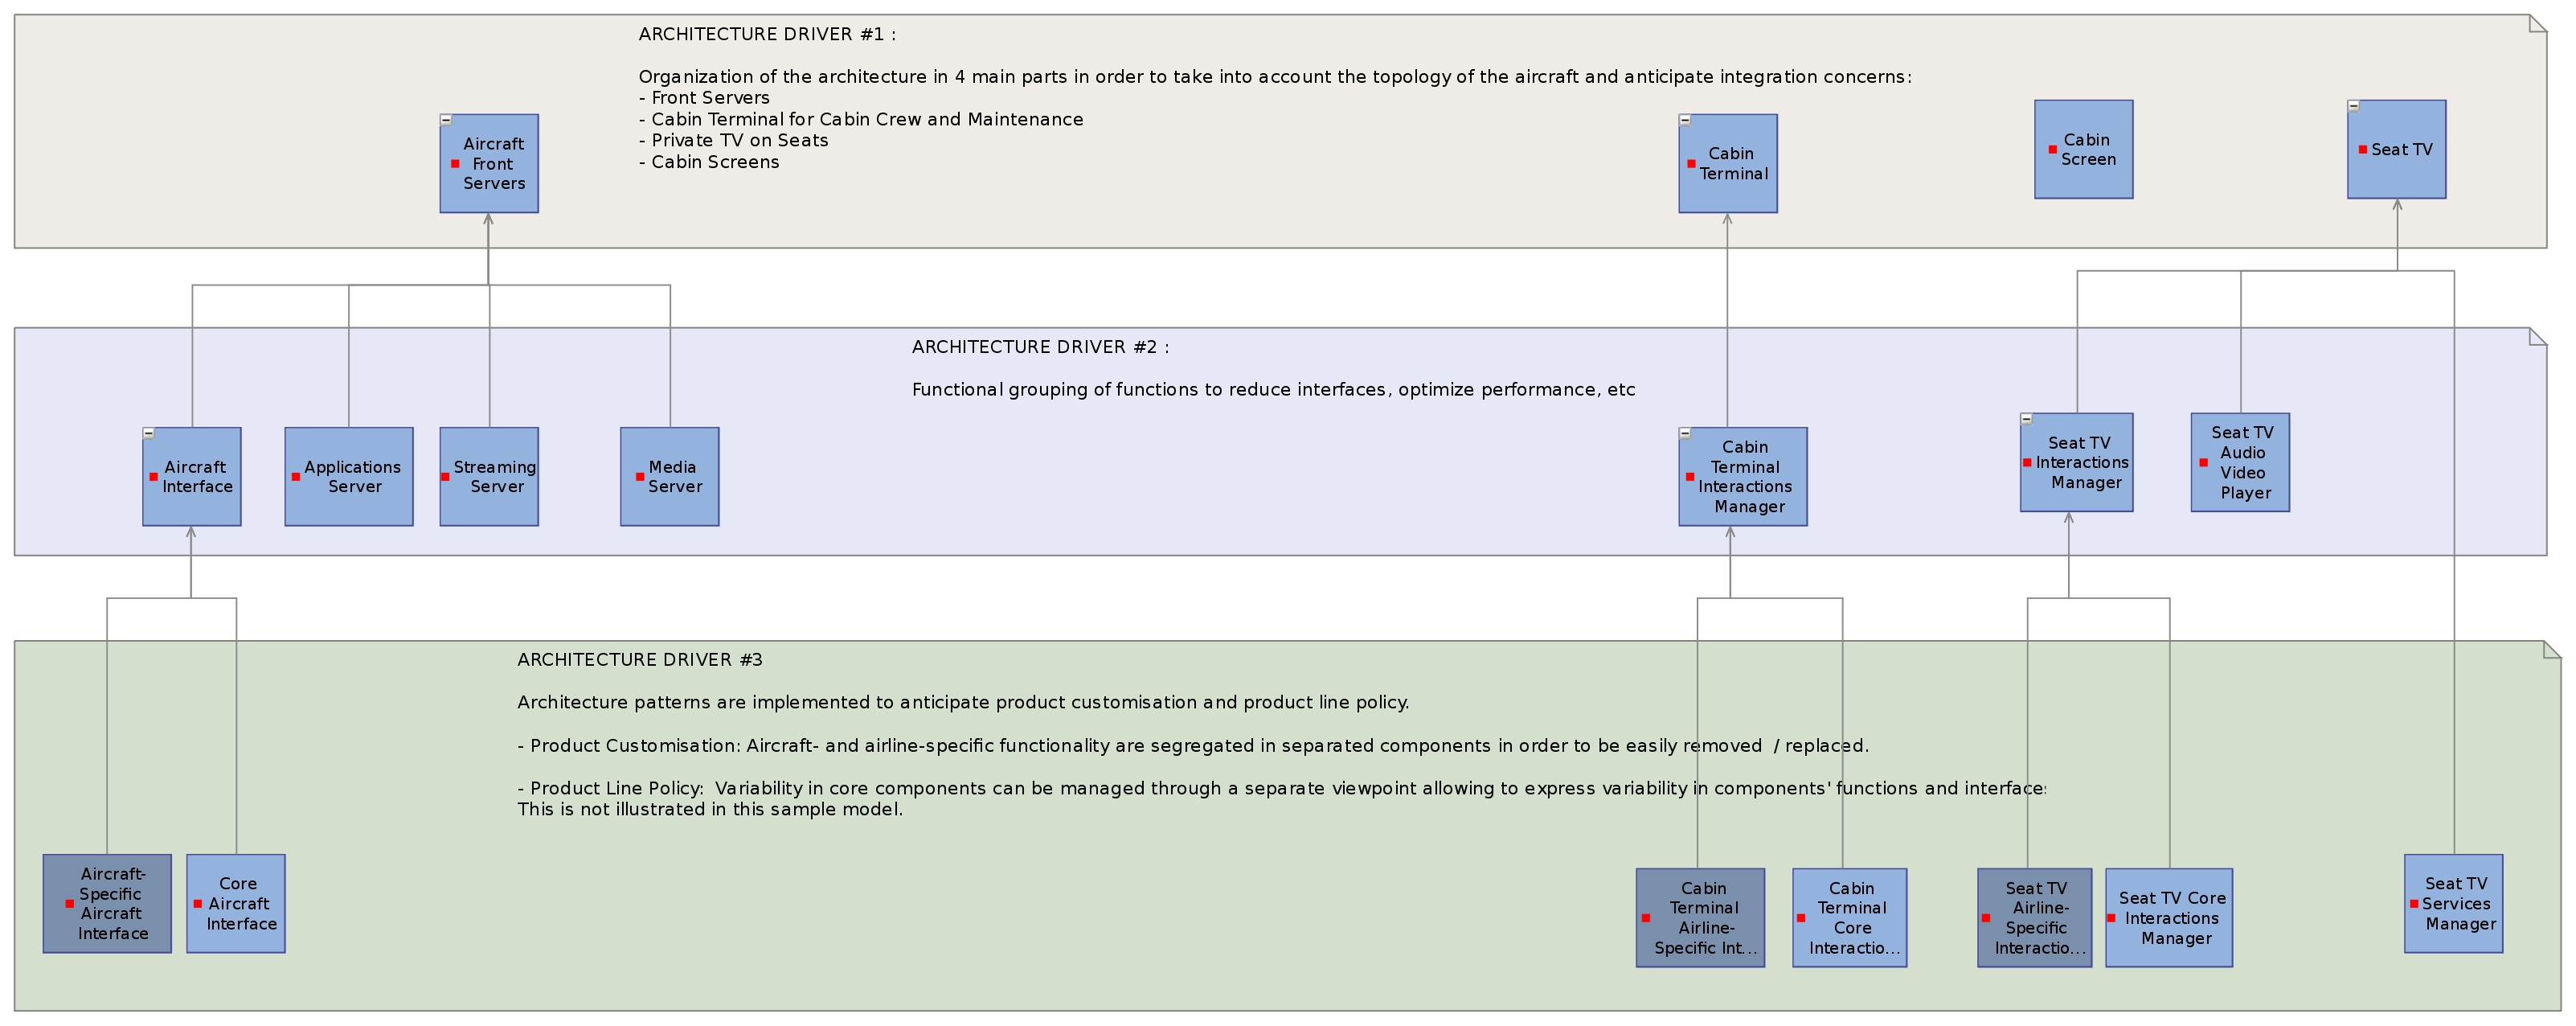 ARCHITECTURE DRIVER #1 :
Organization of the architecture in 4 main parts in order to take into account the topology of the aircraft and anticipate integration concerns:
- Front Servers
- Cabin Terminal for Cabin Crew and Maintenance
- Private TV on Seats
- Cabin Screens
Aircraft
Front
Servers
Cabin
Terminal
Cabin
Screen
Seat TV
ARCHITECTURE DRIVER #2 :
Functional grouping of functions to reduce interfaces, optimize performance, etc
Aircraft
Interface
Applications
Server
Streaming
Server
Media
Server
Cabin
Terminal
Interactions
Manager
Seat TV
Interactions
Manager
Seat TV
Audio
Video
Player
ARCHITECTURE DRIVER #3
Architecture patterns are implemented to anticipate product customisation and product line policy.
- Product Customisation: Aircraft- and airline-specific functionality are segregated in separated components in order to be easily removed  / replaced.
- Product Line Policy:  Variability in core components can be managed through a separate viewpoint allowing to express variability in components' functions and interfaces
This is not illustrated in this sample model.
Aircraft-
Specific
Aircraft
Interface
Core
Aircraft
Interface
Cabin
Terminal
Airline-
Specific Int...
Cabin
Terminal
Core
Interactio...
Seat TV
Airline-
Specific
Interactio...
Seat TV Core
Interactions
Manager
Seat TV
Services
Manager